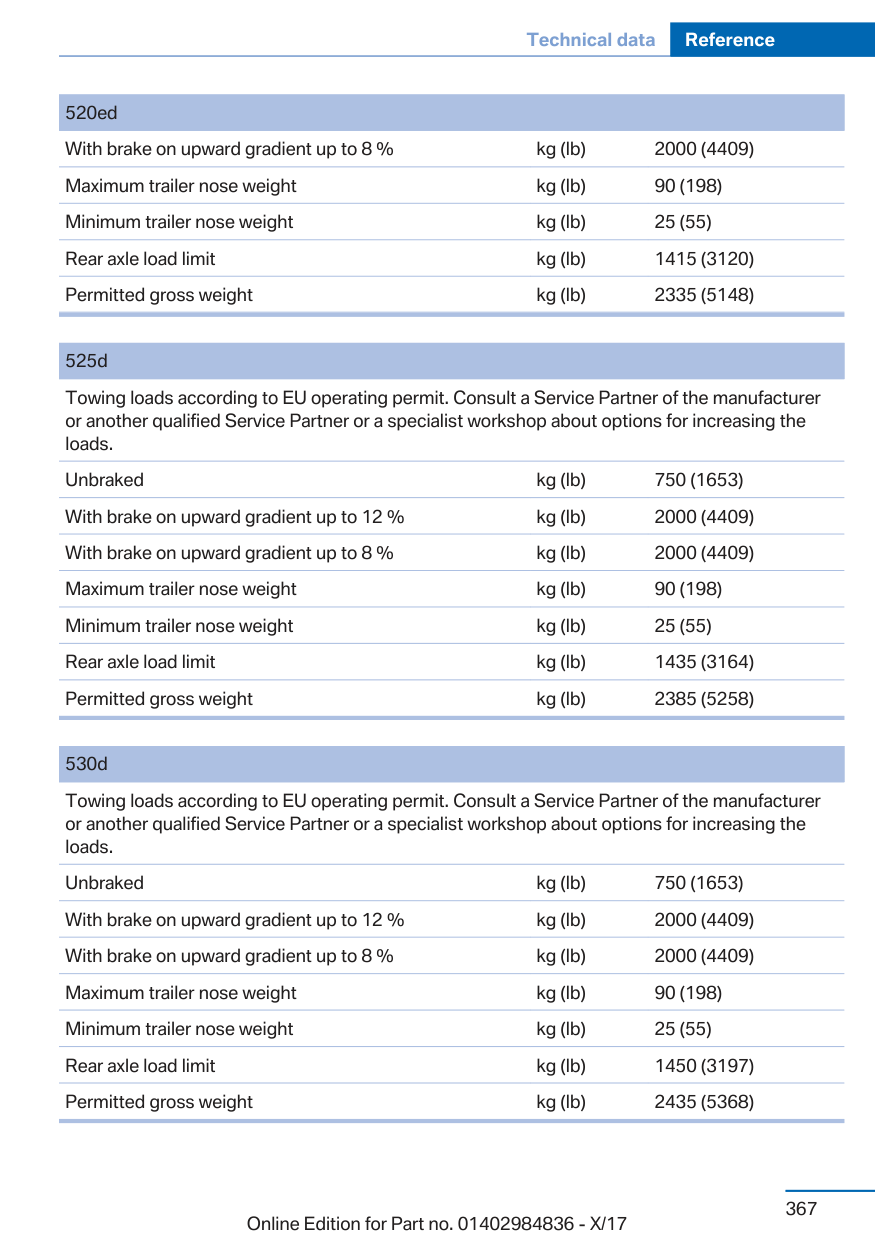 Technical data Reference
520ed
With brake on upward gradient up to 8 % kg (lb) 2000 (4409)
Maximum trailer nose weight kg (lb) 90 (198)
Minimum trailer nose weight kg (lb) 25 (55)
Rear axle load limit kg (lb) 1415 (3120)
Permitted gross weight kg (lb) 2335 (5148)
525d
Towing loads according to EU operating permit. Consult a Service Partner of the manufacturer
or another qualified Service Partner or a specialist workshop about options for increasing the
loads.
Unbraked kg (lb) 750 (1653)
With brake on upward gradient up to 12 % kg (lb) 2000 (4409)
With brake on upward gradient up to 8 % kg (lb) 2000 (4409)
Maximum trailer nose weight kg (lb) 90 (198)
Minimum trailer nose weight kg (lb) 25 (55)
Rear axle load limit kg (lb) 1435 (3164)
Permitted gross weight kg (lb) 2385 (5258)
530d
Towing loads according to EU operating permit. Consult a Service Partner of the manufacturer
or another qualified Service Partner or a specialist workshop about options for increasing the
loads.
Unbraked kg (lb) 750 (1653)
With brake on upward gradient up to 12 % kg (lb) 2000 (4409)
With brake on upward gradient up to 8 % kg (lb) 2000 (4409)
Maximum trailer nose weight kg (lb) 90 (198)
Minimum trailer nose weight kg (lb) 25 (55)
Rear axle load limit kg (lb) 1450 (3197)
Permitted gross weight kg (lb) 2435 (5368)
367
Online Edition for Part no. 01402984836 - X/17